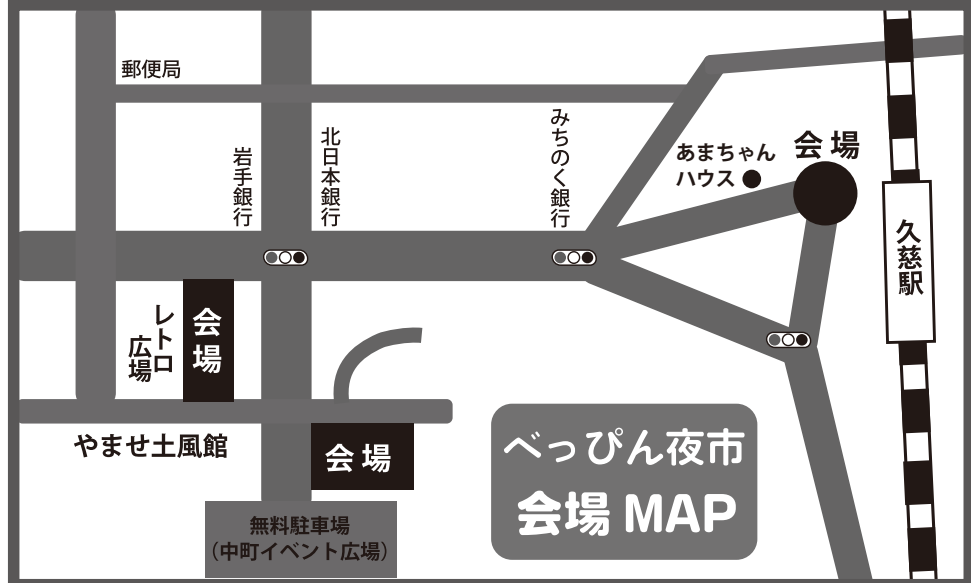 郵便局
岩手銀行
北日本銀行
みちのく銀行
あまちゃん
ハウス
会場
久慈駅
レトロ
広場
会場
やませ土風館
会場
無料駐車場
（中町イベント広場）
べっぴん夜市
会場 MAP